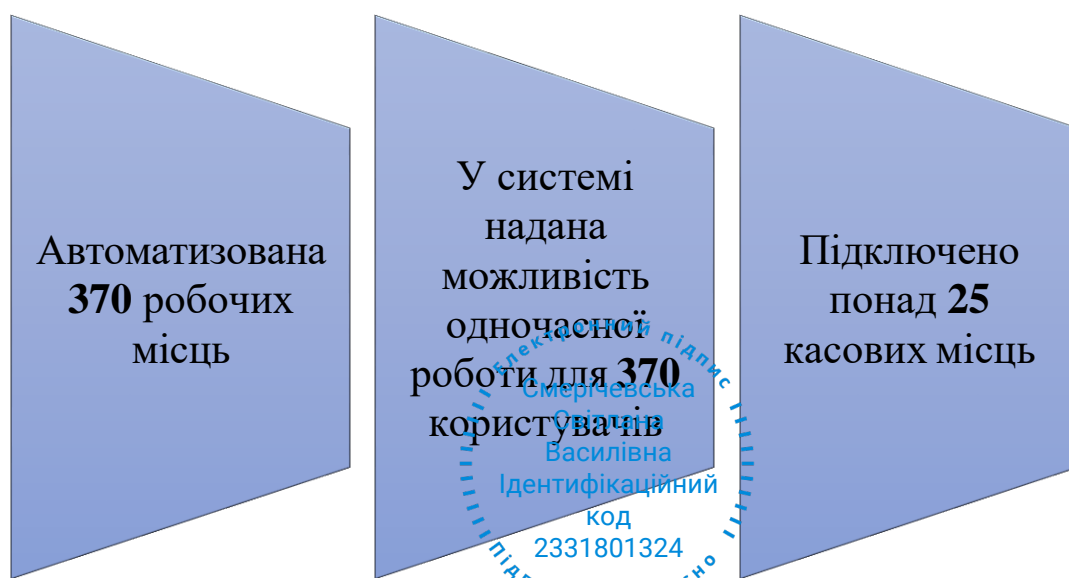 Автоматизована
370 робочих
місць
У системі
надана
можливість
одночасної
роботи для 370
користувачів
Підключено
понад 25
касових місць
Електронний підпис
Смерічевська
Світлана
Василівна
Ідентифікаційний
код
2331801324